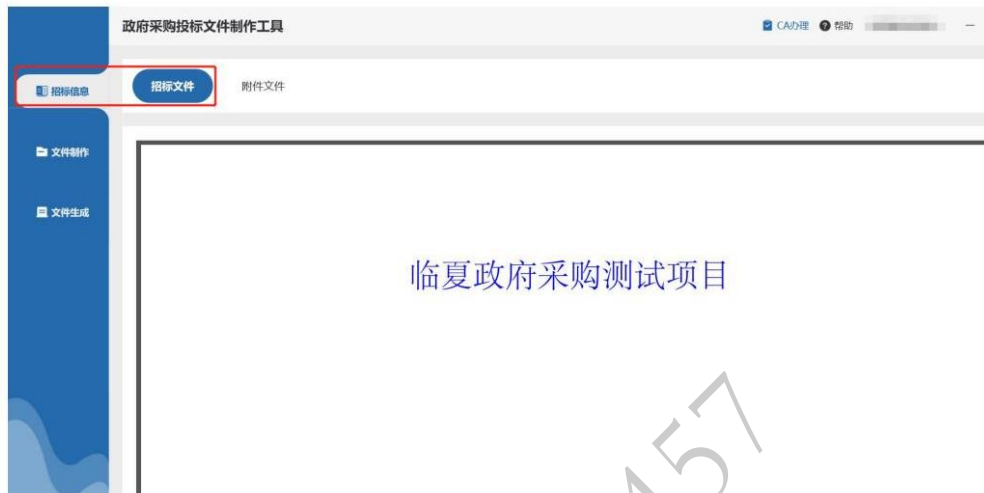 政府采购投标文件制作工具
CA办理 帮助
招标信息
招标文件 附件文件
文件制作
文件生成
临夏政府采购测试项目
457